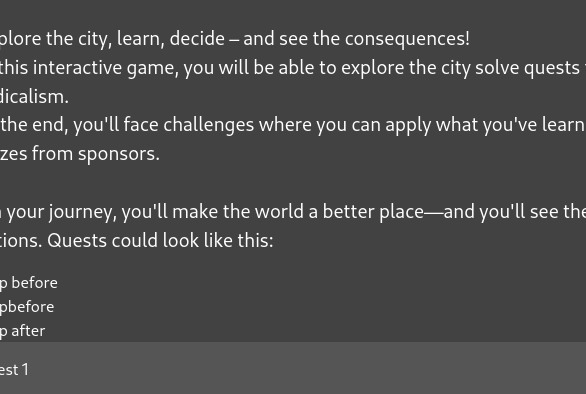 plore the city, learn, decide – and see the consequences!
this interactive game, you will be able to explore the city solve quests
dicalism.
the end, you'll face challenges where you can apply what you've learn
zes from sponsors.
your journey, you'll make the world a better place—and you'll see the
tions. Quests could look like this:
p before
pbefore
p after
est 1